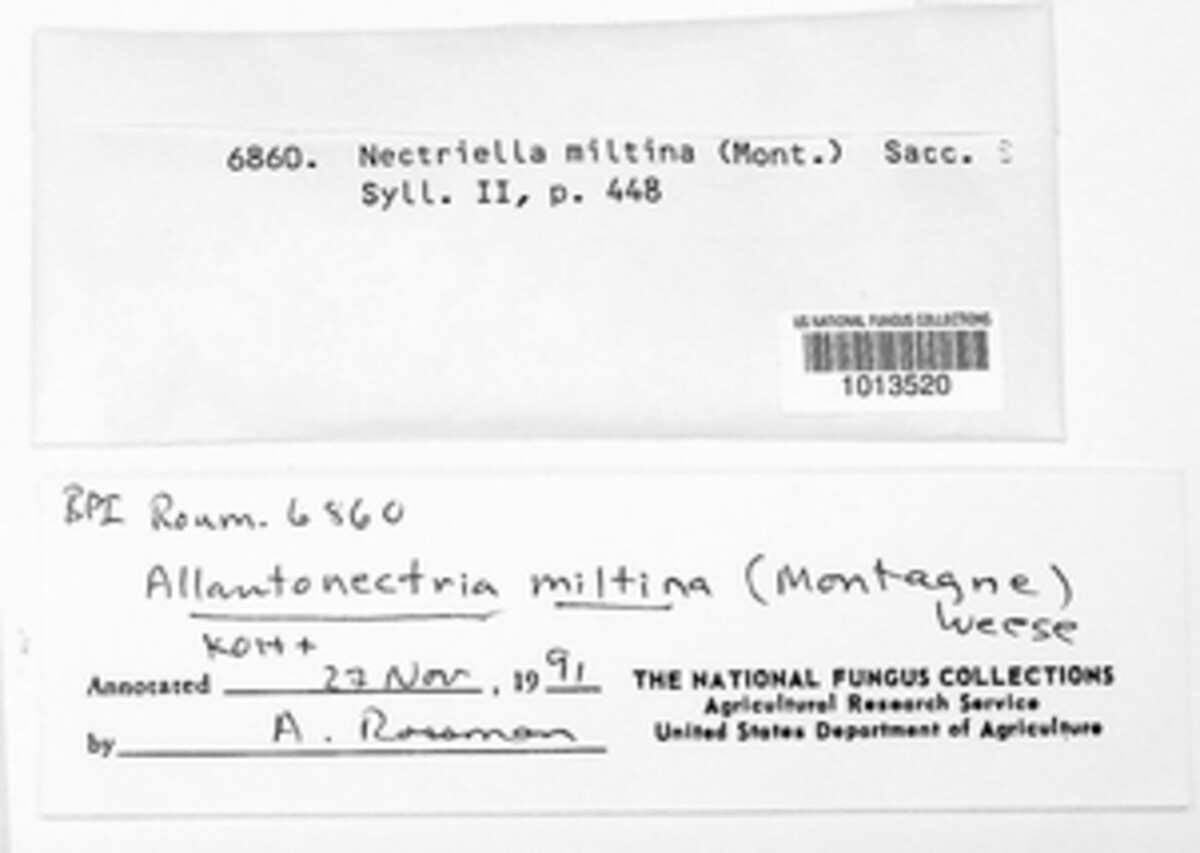 6860. Nectriella miltina (Mont.) Sacc. S
Syll. II, p. 448
US NATIONAL FUNGUS COLLECTIONS
1013520
BPI Roum. 6860
Allantonectria miltina (Montagne)
Weese
KOH +
Annotated 27 Nov, 1991
by A. Rossman
THE NATIONAL FUNGUS COLLECTIONS
Agricultural Research Service
United States Department of Agriculture